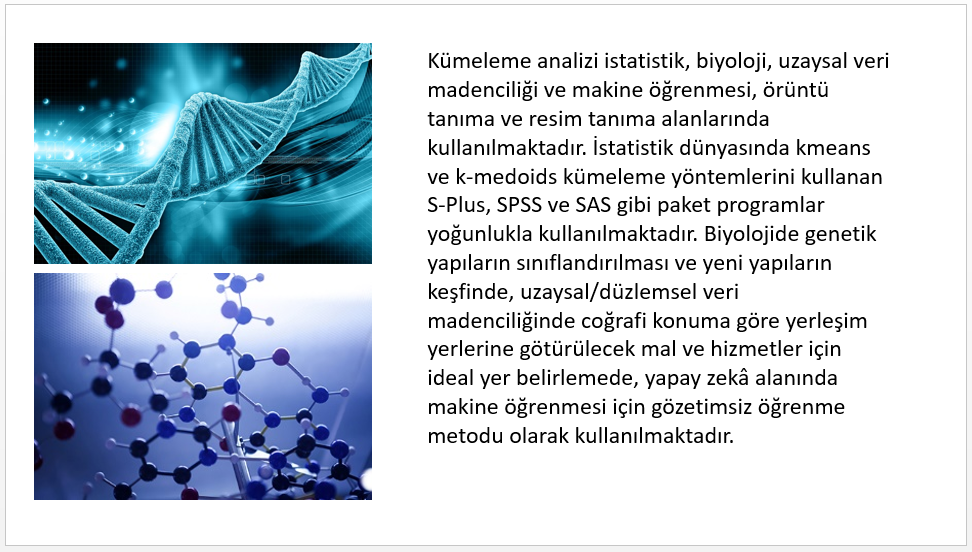 Kümeleme analizi istatistik, biyoloji, uzaysal veri
madenciliği ve makine öğrenmesi, örüntü
tanıma ve resim tanıma alanlarında
kullanılmaktadır. İstatistik dünyasında kmeans
ve k-medoids kümeleme yöntemlerini kullanan
S-Plus, SPSS ve SAS gibi paket programlar
yoğunlukla kullanılmaktadır. Biyolojide genetik
yapıların sınıflandırılması ve yeni yapıların
keşfinde, uzaysal/düzlemsel veri
madenciliğinde coğrafi konuma göre yerleşim
yerlerine götürülecek mal ve hizmetler için
ideal yer belirlemede, yapay zekâ alanında
makine öğrenmesi için gözetimsiz öğrenme
metodu olarak kullanılmaktadır.